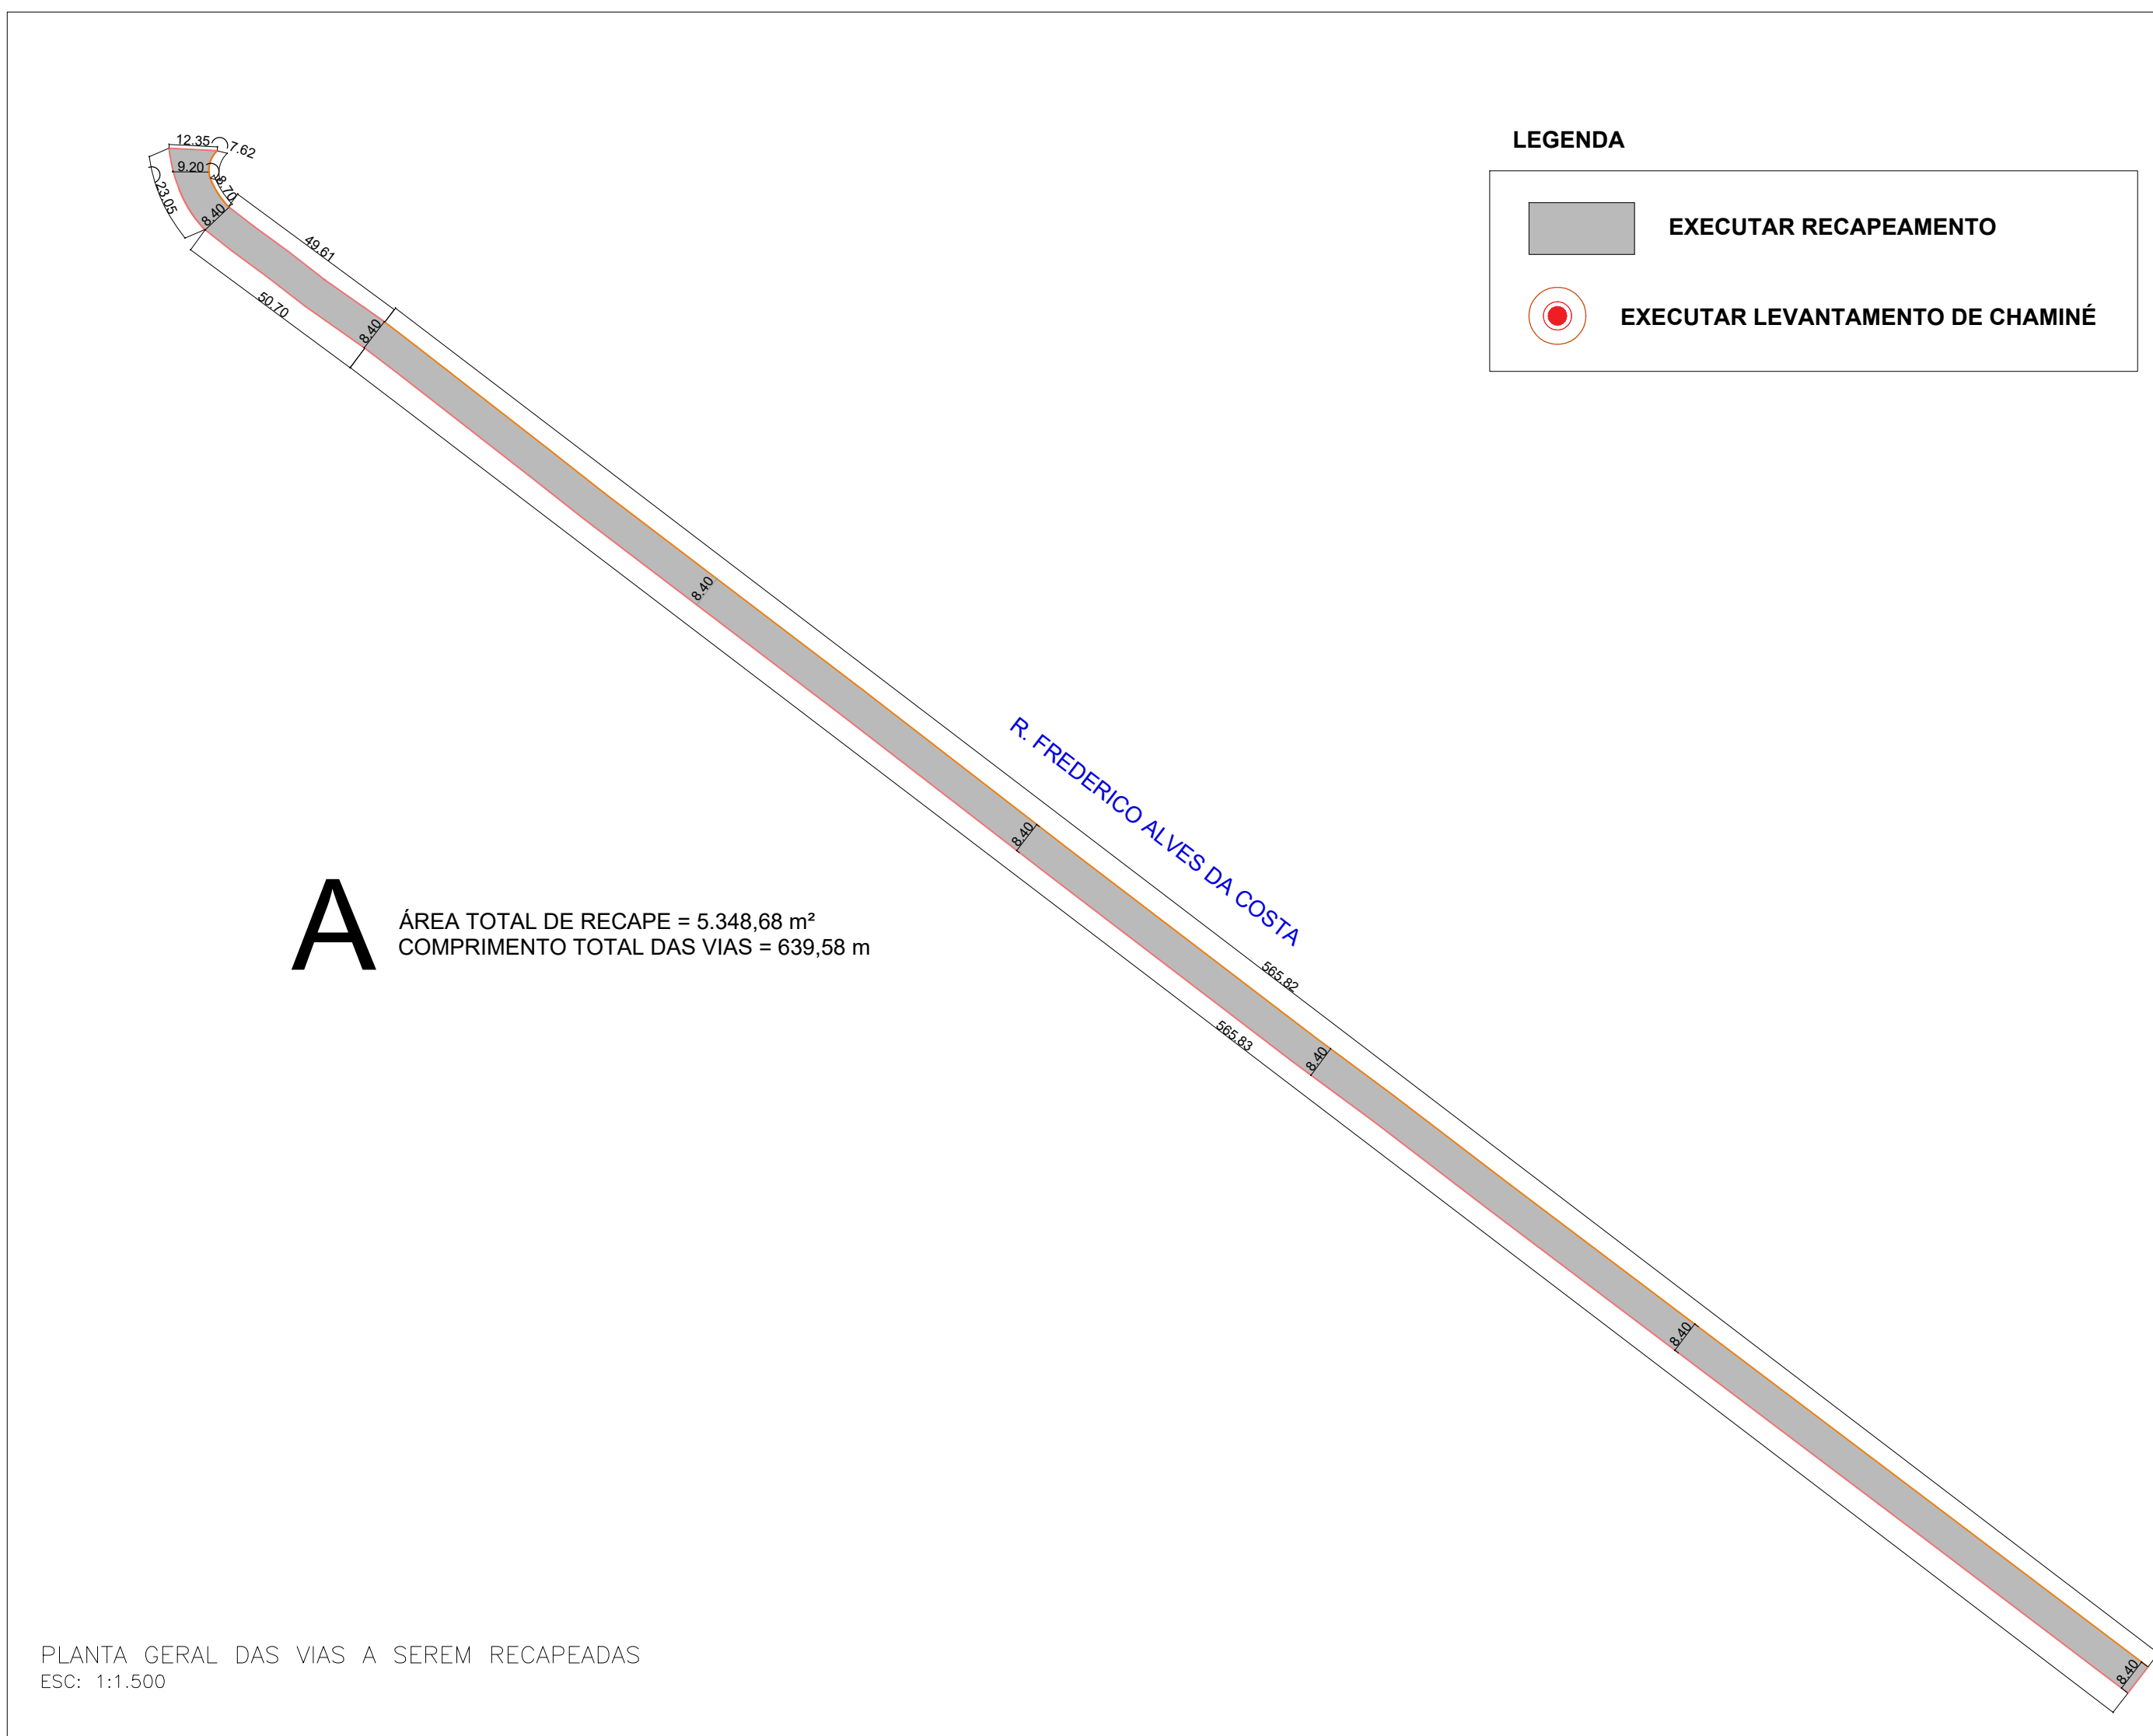 12.35
7.62
9.20
8.70
23.05
8.40
49.61
50.70
8.40
LEGENDA
EXECUTAR RECAPEAMENTO
EXECUTAR LEVANTAMENTO DE CHAMINÉ
8.40
R. FREDERICO ALVES DA COSTA
8.40
A
ÁREA TOTAL DE RECAPE = 5.348,68 m²
COMPRIMENTO TOTAL DAS VIAS = 639,58 m
565.82
565.83
8.40
8.40
8.40
PLANTA GERAL DAS VIAS A SEREM RECAPEADAS
ESC: 1:1.500